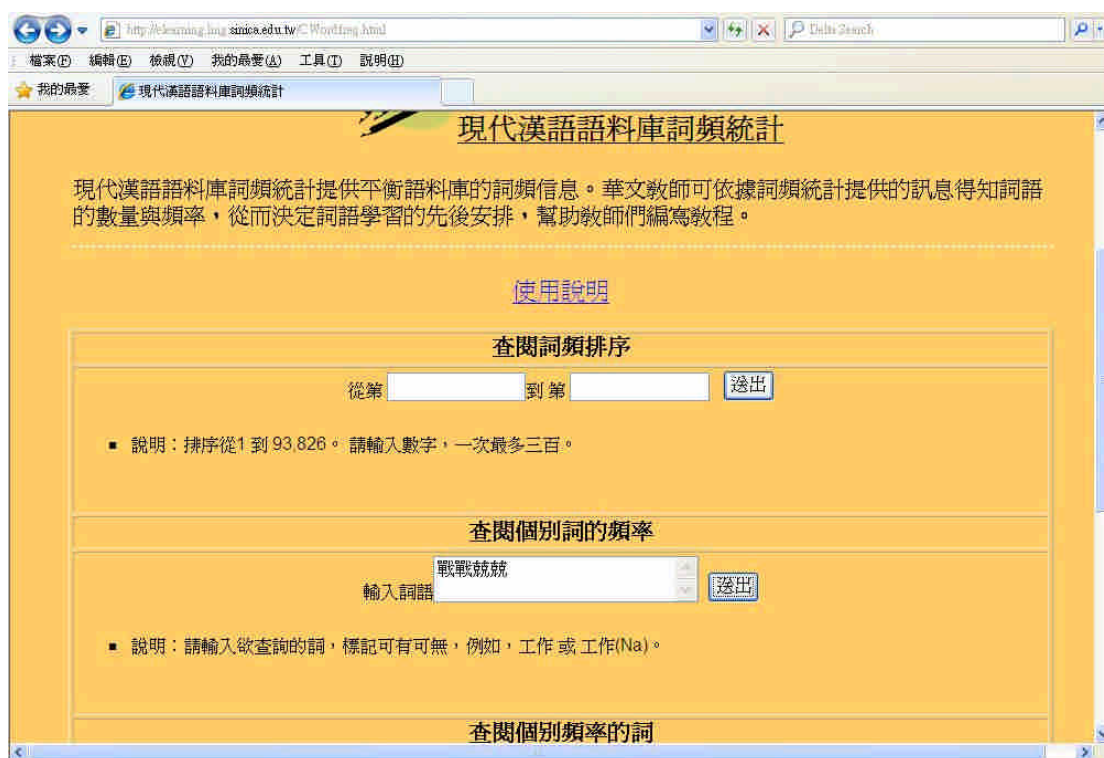 http://elearning.ling.sinica.edu.tw/CWordfreq.html
Delta Search
檔案(F) 編輯(E) 檢視(V) 我的最愛(A) 工具(T) 說明(H)
我的最愛 現代漢語語料庫詞頻統計
現代漢語語料庫詞頻統計
現代漢語語料庫詞頻統計提供平衡語料庫的詞頻信息。華文教師可依據詞頻統計提供的訊息得知詞語
的數量與頻率,從而決定詞語學習的先後安排,幫助教師們編寫教程。
使用說明
查閱詞頻排序
從第 到 第 送出
▪ 說明:排序從1 到 93,826。 請輸入數字,一次最多三百。
查閱個別詞的頻率
戰戰兢兢
輸入詞語 送出
▪ 說明:請輸入欲查詢的詞,標記可有可無,例如,工作 或 工作(Na)。
查閱個別頻率的詞